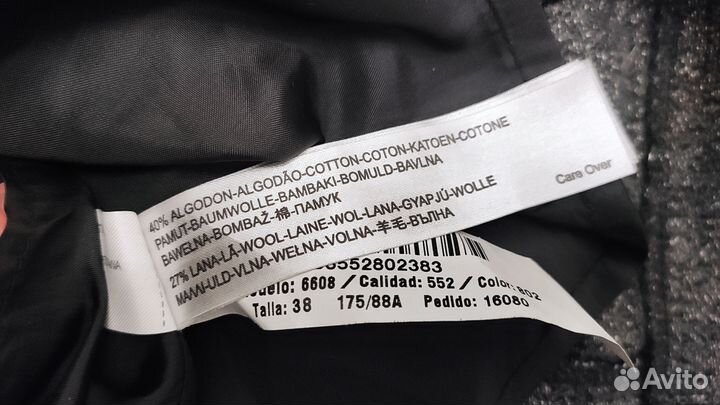 40% ALGODON-ALGODÃO-COTTON-COTON-KATOEN-COTONE
PAMUT-BAUMWOLLE-BAMBAKI-BOMULD-BAVLNA
BAWEŁNA-BOMBAŽ-棉-ПАМУК
27% LANA-LÃ-WOOL-LAINE-WOL-LANA-GYAPJÚ-WOLLE
MAWI-ULD-VLNA-WEŁNA-VOLNA-羊毛-ВЪЛНА
Care Over
552802383
Modelo: 6608 / Calidad: 552 / Color: 802
Talla: 38 175/88A Pedido: 16080
Avito